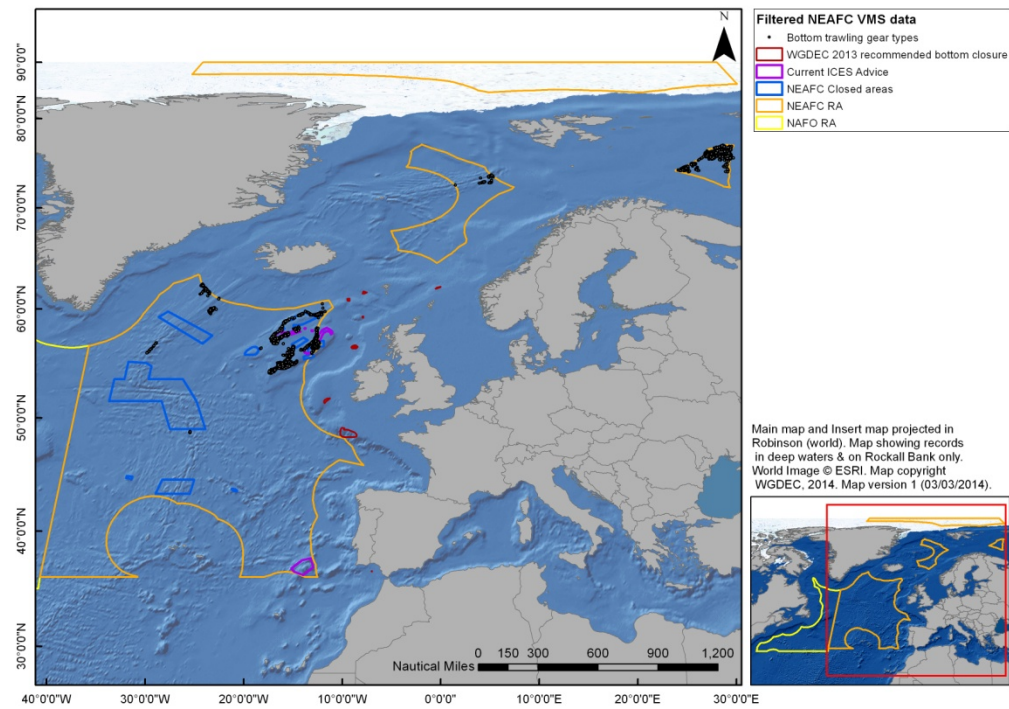 Filtered NEAFC VMS data
Bottom trawling gear types
WGDEC 2013 recommended bottom closure
Current ICES Advice
NEAFC Closed areas
NEAFC RA
NAFO RA
N
90°0'0"
80°0'0"N
70°0'0"N
60°0'0"N
50°0'0"N
40°0'0"N
30°0'0"N
Nautical Miles 0 150 300 600 900 1,200
40°0'0"W 30°0'0"W 20°0'0"W 10°0'0"W 0°0'0" 10°0'0"E 20°0'0"E 30°0'0"E
Main map and Insert map projected in
Robinson (world). Map showing records
in deep waters & on Rockall Bank only.
World Image © ESRI. Map copyright
WGDEC, 2014. Map version 1 (03/03/2014).